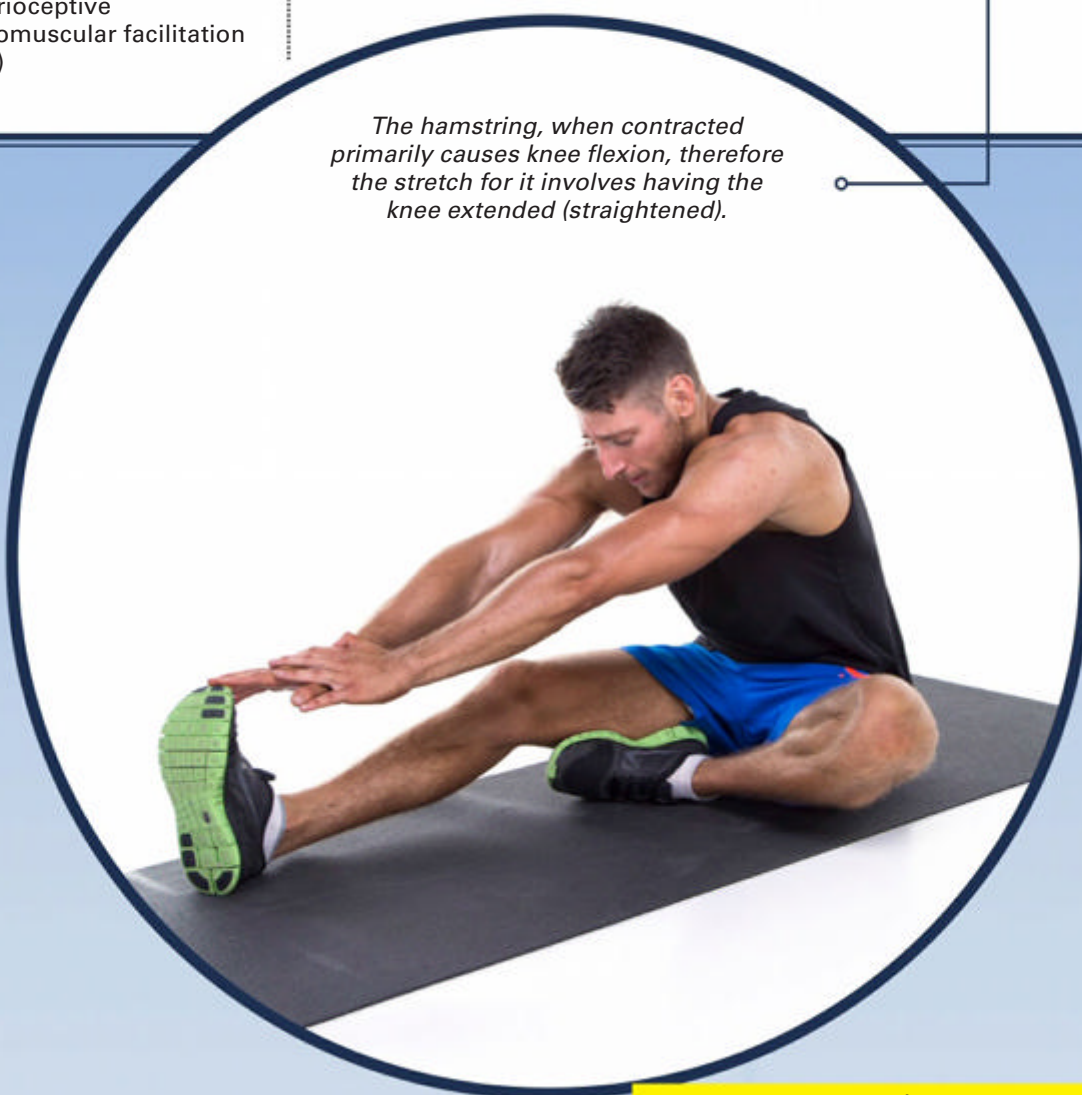 rioceptive
omuscular facilitation
)
The hamstring, when contracted
primarily causes knee flexion, therefore
the stretch for it involves having the
knee extended (straightened).